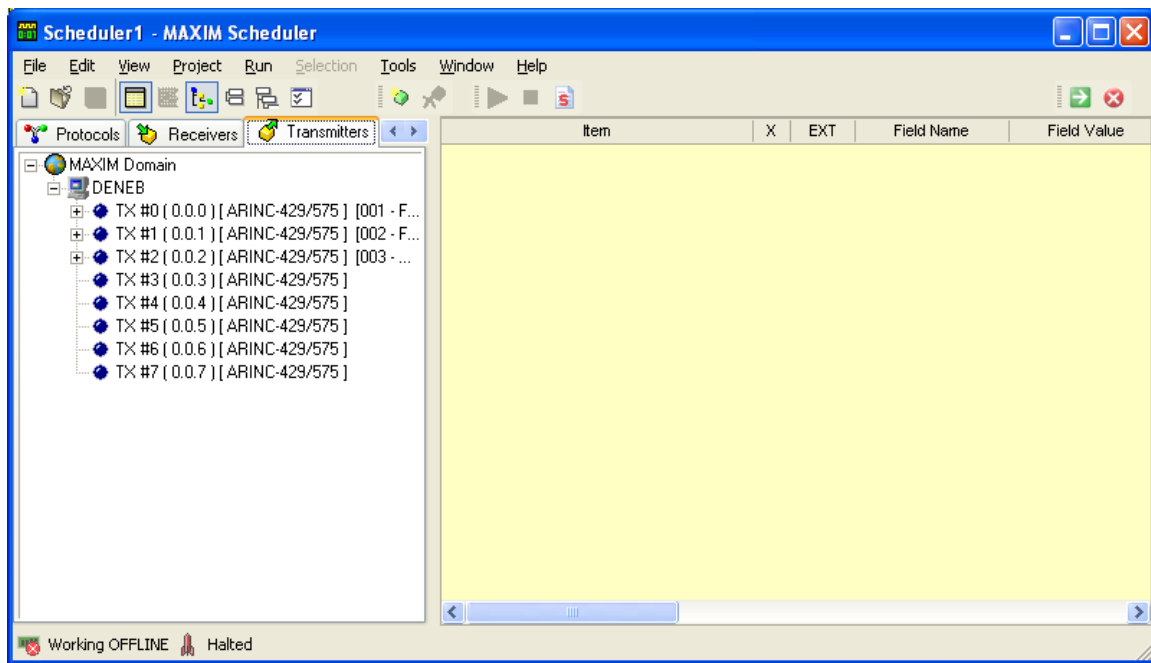 Scheduler1 - MAXIM Scheduler
File Edit View Project Run Selection Tools Window Help
Protocols Receivers Transmitters
Item X EXT Field Name Field Value
MAXIM Domain
DENEB
TX #0 ( 0.0.0 ) [ ARINC-429/575 ] [001 - F...
TX #1 ( 0.0.1 ) [ ARINC-429/575 ] [002 - F...
TX #2 ( 0.0.2 ) [ ARINC-429/575 ] [003 - ...
TX #3 ( 0.0.3 ) [ ARINC-429/575 ]
TX #4 ( 0.0.4 ) [ ARINC-429/575 ]
TX #5 ( 0.0.5 ) [ ARINC-429/575 ]
TX #6 ( 0.0.6 ) [ ARINC-429/575 ]
TX #7 ( 0.0.7 ) [ ARINC-429/575 ]
Working OFFLINE Halted